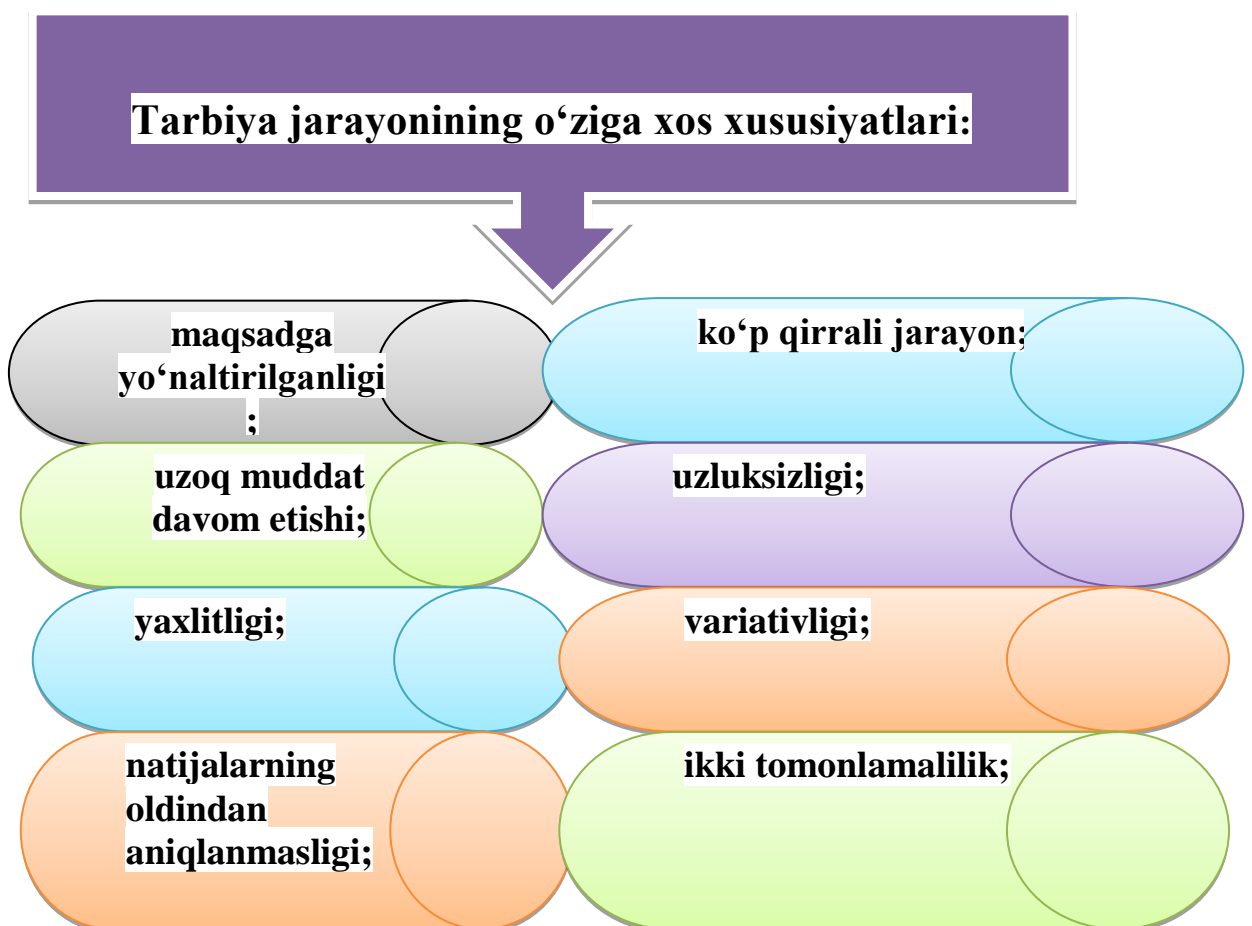 Tarbiya jarayonining o‘ziga xos xususiyatlari:
maqsadga
yo‘naltirilganligi
;
ko‘p qirrali jarayon;
uzoq muddat
davom etishi;
uzluksizligi;
yaxlitligi;
variativligi;
natijalarning
oldindan
aniqlanmasligi;
ikki tomonlamalilik;